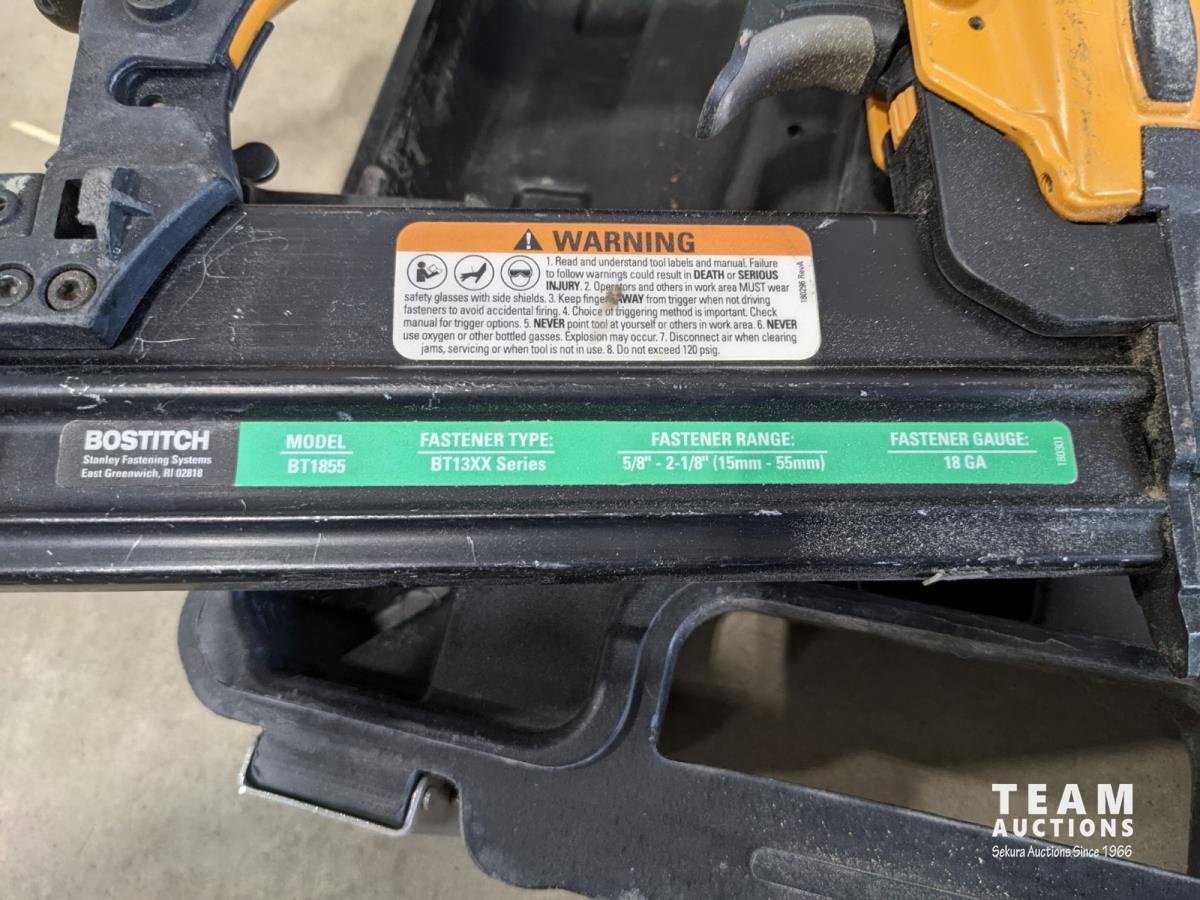 WARNING
1. Read and understand tool labels and manual. Failure
to follow warnings could result in DEATH or SERIOUS
INJURY. 2. Operators and others in work area MUST wear
safety glasses with side shields. 3. Keep fingers AWAY from trigger when not driving
fasteners to avoid accidental firing. 4. Choice of triggering method is important. Check
manual for trigger options. 5. NEVER point tool at yourself or others in work area. 6. NEVER
use oxygen or other bottled gasses. Explosion may occur. 7. Disconnect air when clearing
jams, servicing or when tool is not in use. 8. Do not exceed 120 psig.
180296 RevA
BOSTITCH
Stanley Fastening Systems
East Greenwich, RI 02818
MODEL
BT1855
FASTENER TYPE:
BT13XX Series
FASTENER RANGE:
5/8" - 2-1/8" (15mm - 55mm)
FASTENER GAUGE:
18 GA
180301
TEAM
AUCTIONS
Sekura Auctions Since 1966